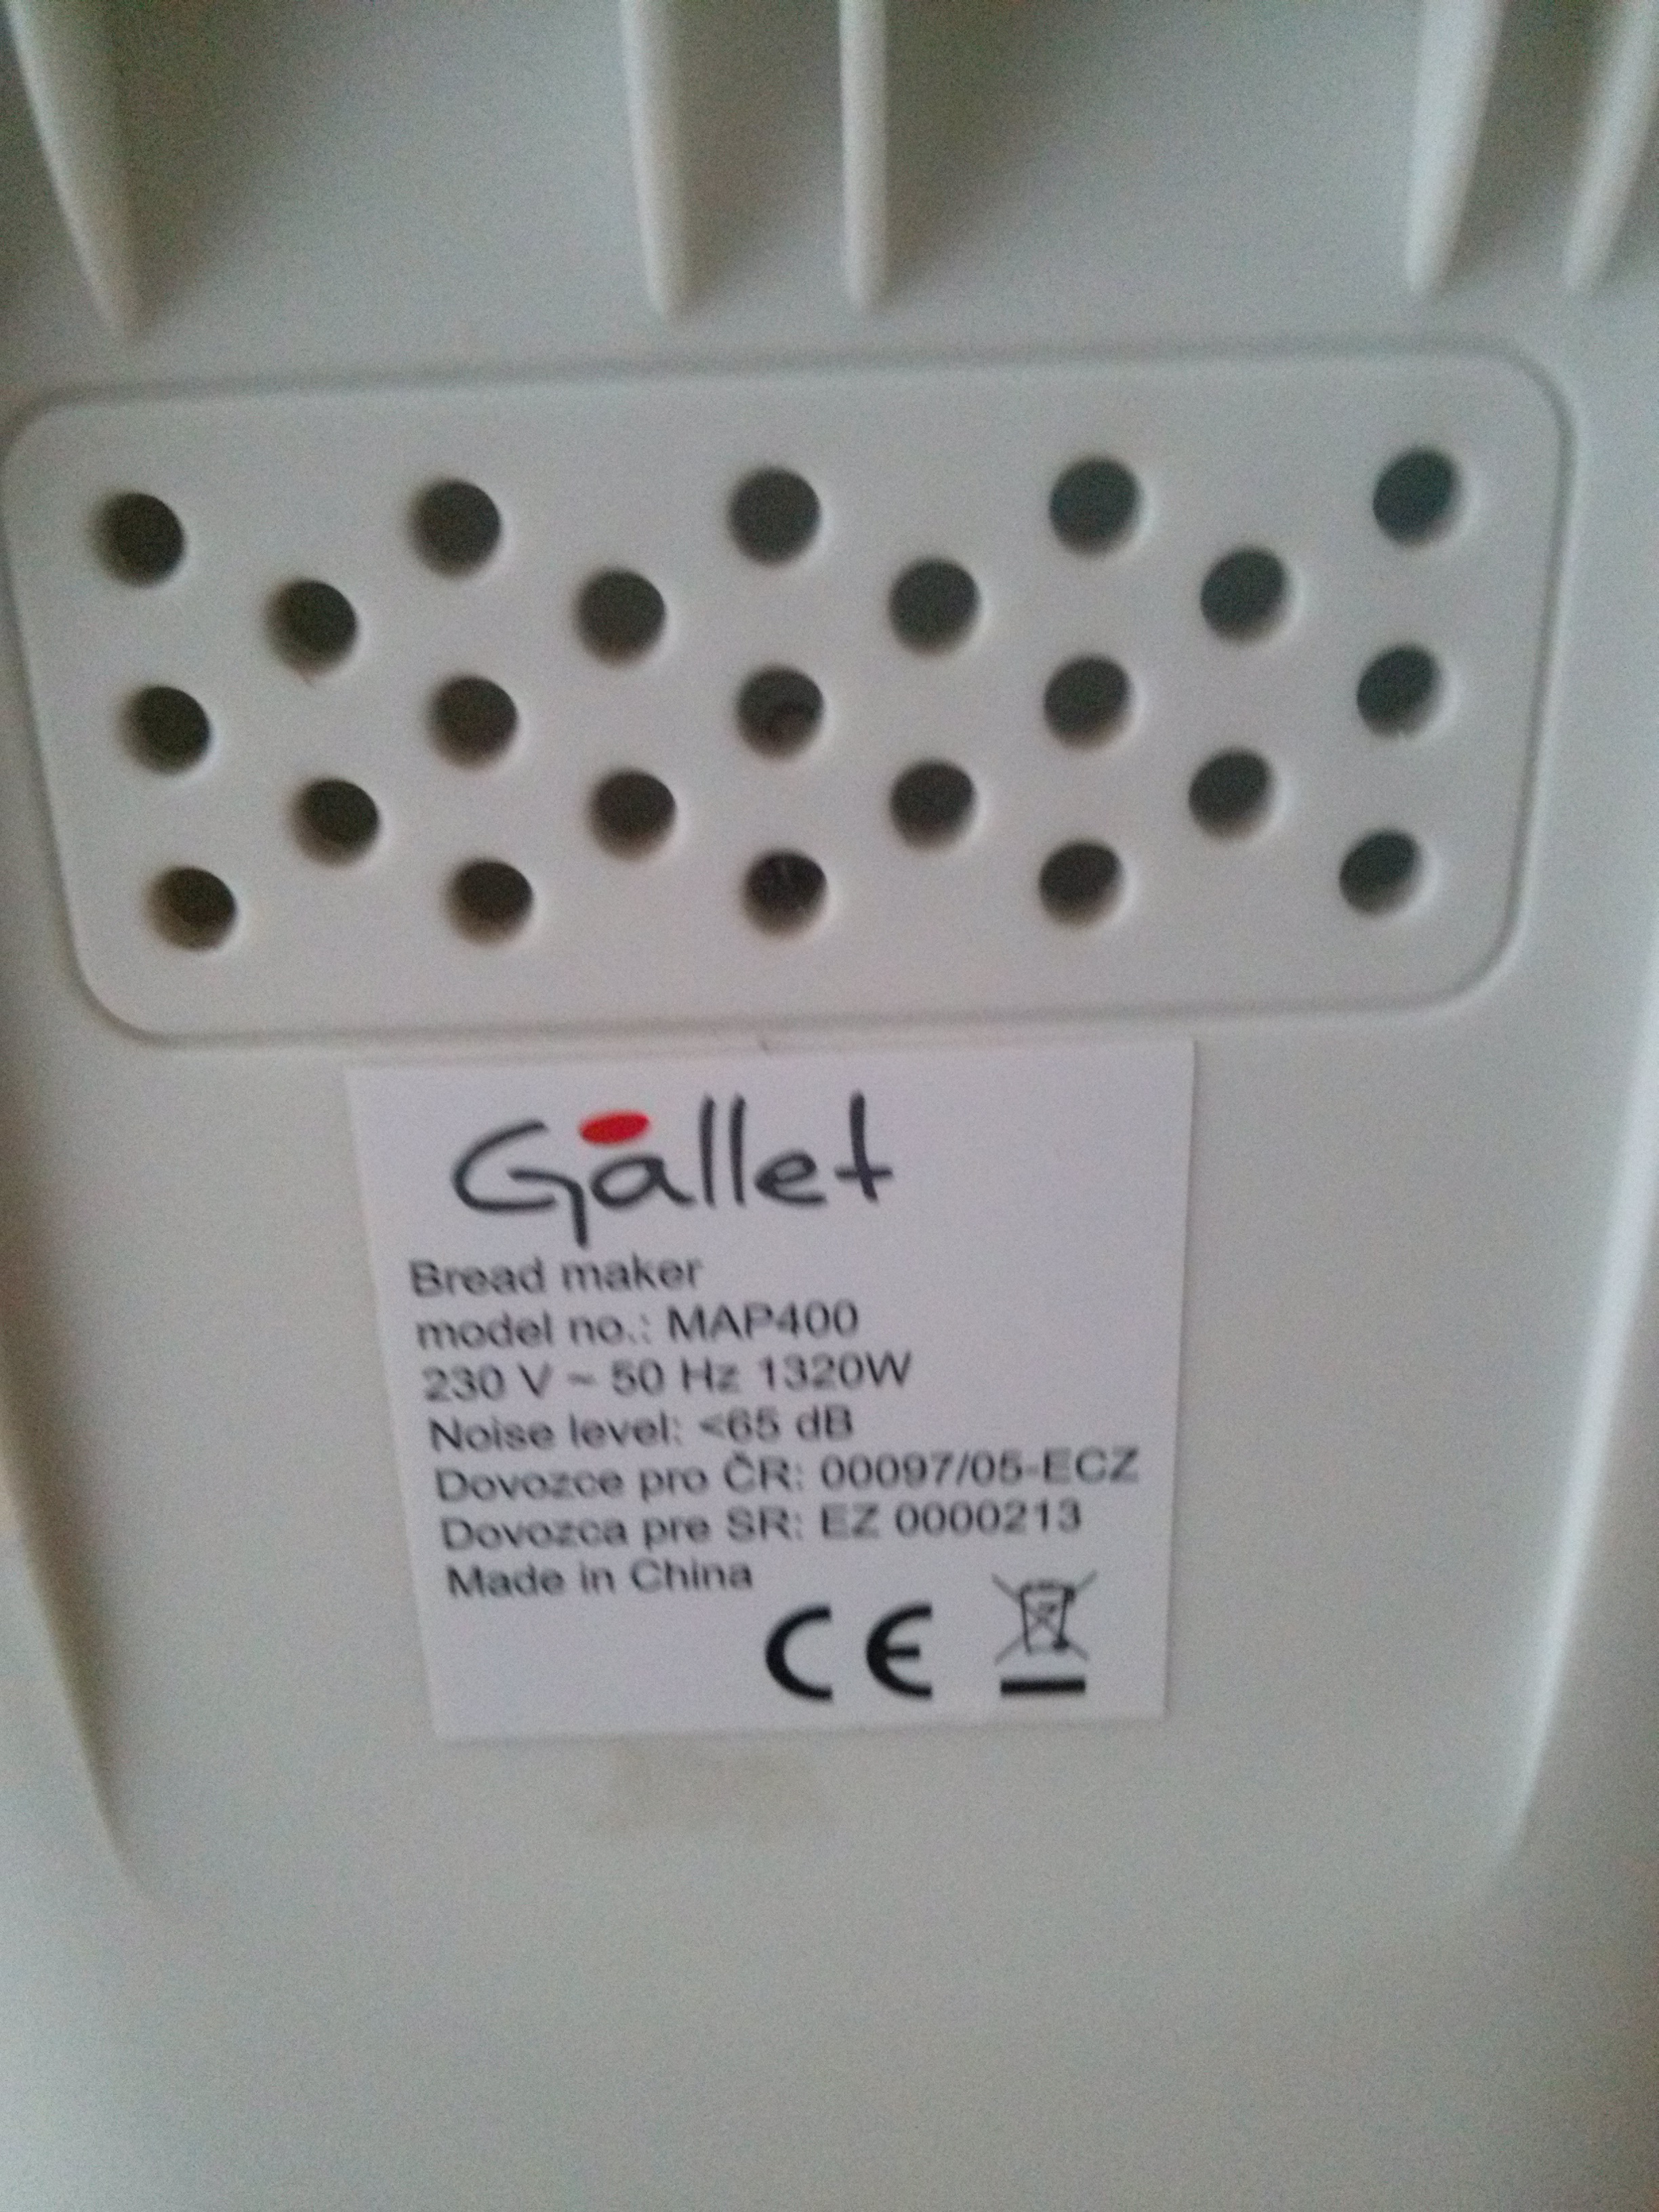 Gallet
Bread maker
model no.: MAP400
230 V ~ 50 Hz 1320W
Noise level: <65 dB
Dovozce pro ČR: 00097/05-ECZ
Dovozca pre SR: EZ 0000213
Made in China
CE